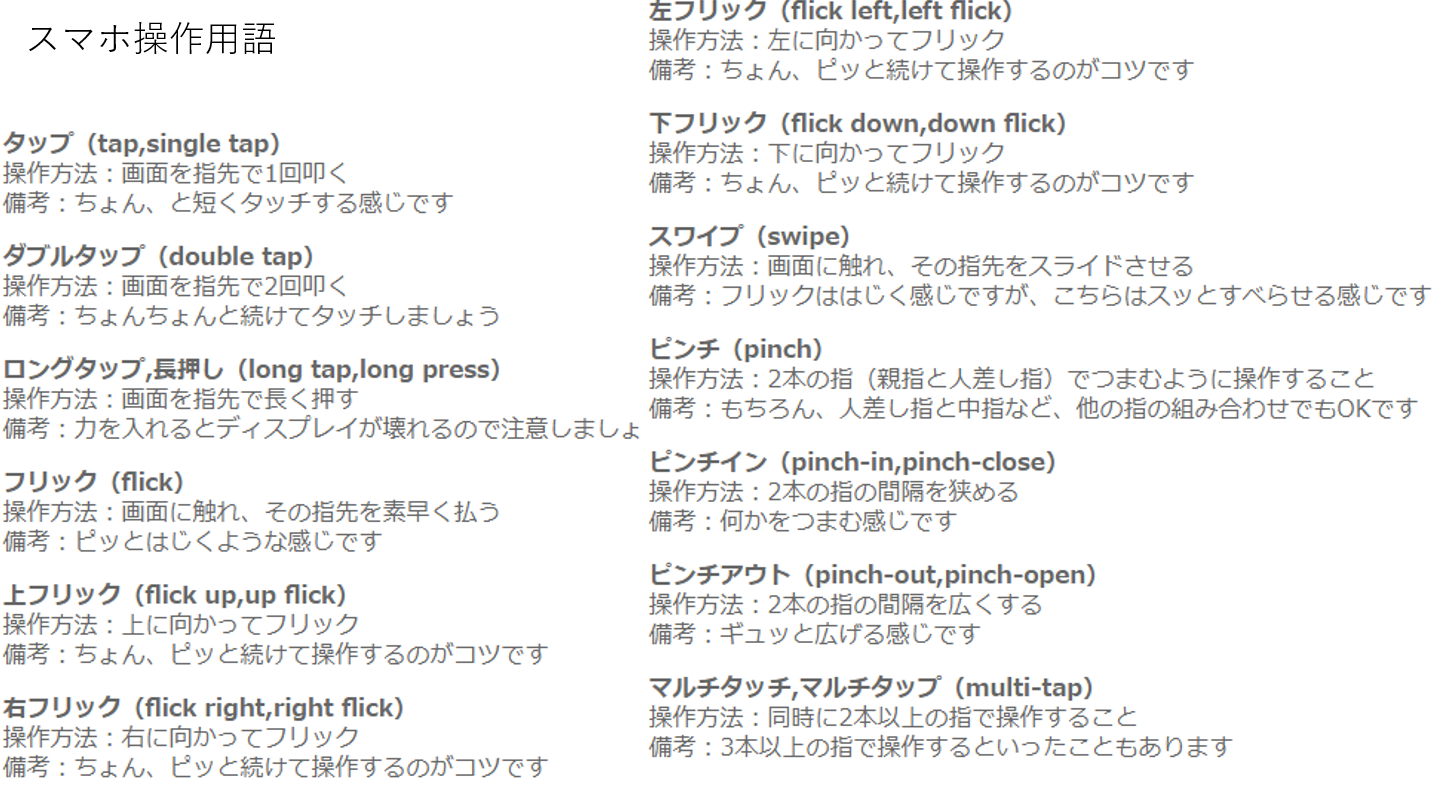 スマホ操作用語
タップ（tap,single tap）
操作方法：画面を指先で1回叩く
備考：ちょん、と短くタッチする感じです
ダブルタップ（double tap）
操作方法：画面を指先で2回叩く
備考：ちょんちょんと続けてタッチしましょう
ロングタップ,長押し（long tap,long press）
操作方法：画面を指先で長く押す
備考：力を入れるとディスプレイが壊れるので注意しましょ
フリック（flick）
操作方法：画面に触れ、その指先を素早く払う
備考：ピッとはじくような感じです
上フリック（flick up,up flick）
操作方法：上に向かってフリック
備考：ちょん、ピッと続けて操作するのがコツです
右フリック（flick right,right flick）
操作方法：右に向かってフリック
備考：ちょん、ピッと続けて操作するのがコツです
左フリック（flick left,left flick）
操作方法：左に向かってフリック
備考：ちょん、ピッと続けて操作するのがコツです
下フリック（flick down,down flick）
操作方法：下に向かってフリック
備考：ちょん、ピッと続けて操作するのがコツです
スワイプ（swipe）
操作方法：画面に触れ、その指先をスライドさせる
備考：フリックははじく感じですが、こちらはスッとすべらせる感じです
ピンチ（pinch）
操作方法：2本の指（親指と人差し指）でつまむように操作すること
備考：もちろん、人差し指と中指など、他の指の組み合わせでもOKです
ピンチイン（pinch-in,pinch-close）
操作方法：2本の指の間隔を狭める
備考：何かをつまむ感じです
ピンチアウト（pinch-out,pinch-open）
操作方法：2本の指の間隔を広くする
備考：ギュッと広げる感じです
マルチタッチ,マルチタップ（multi-tap）
操作方法：同時に2本以上の指で操作すること
備考：3本以上の指で操作するといったこともあります